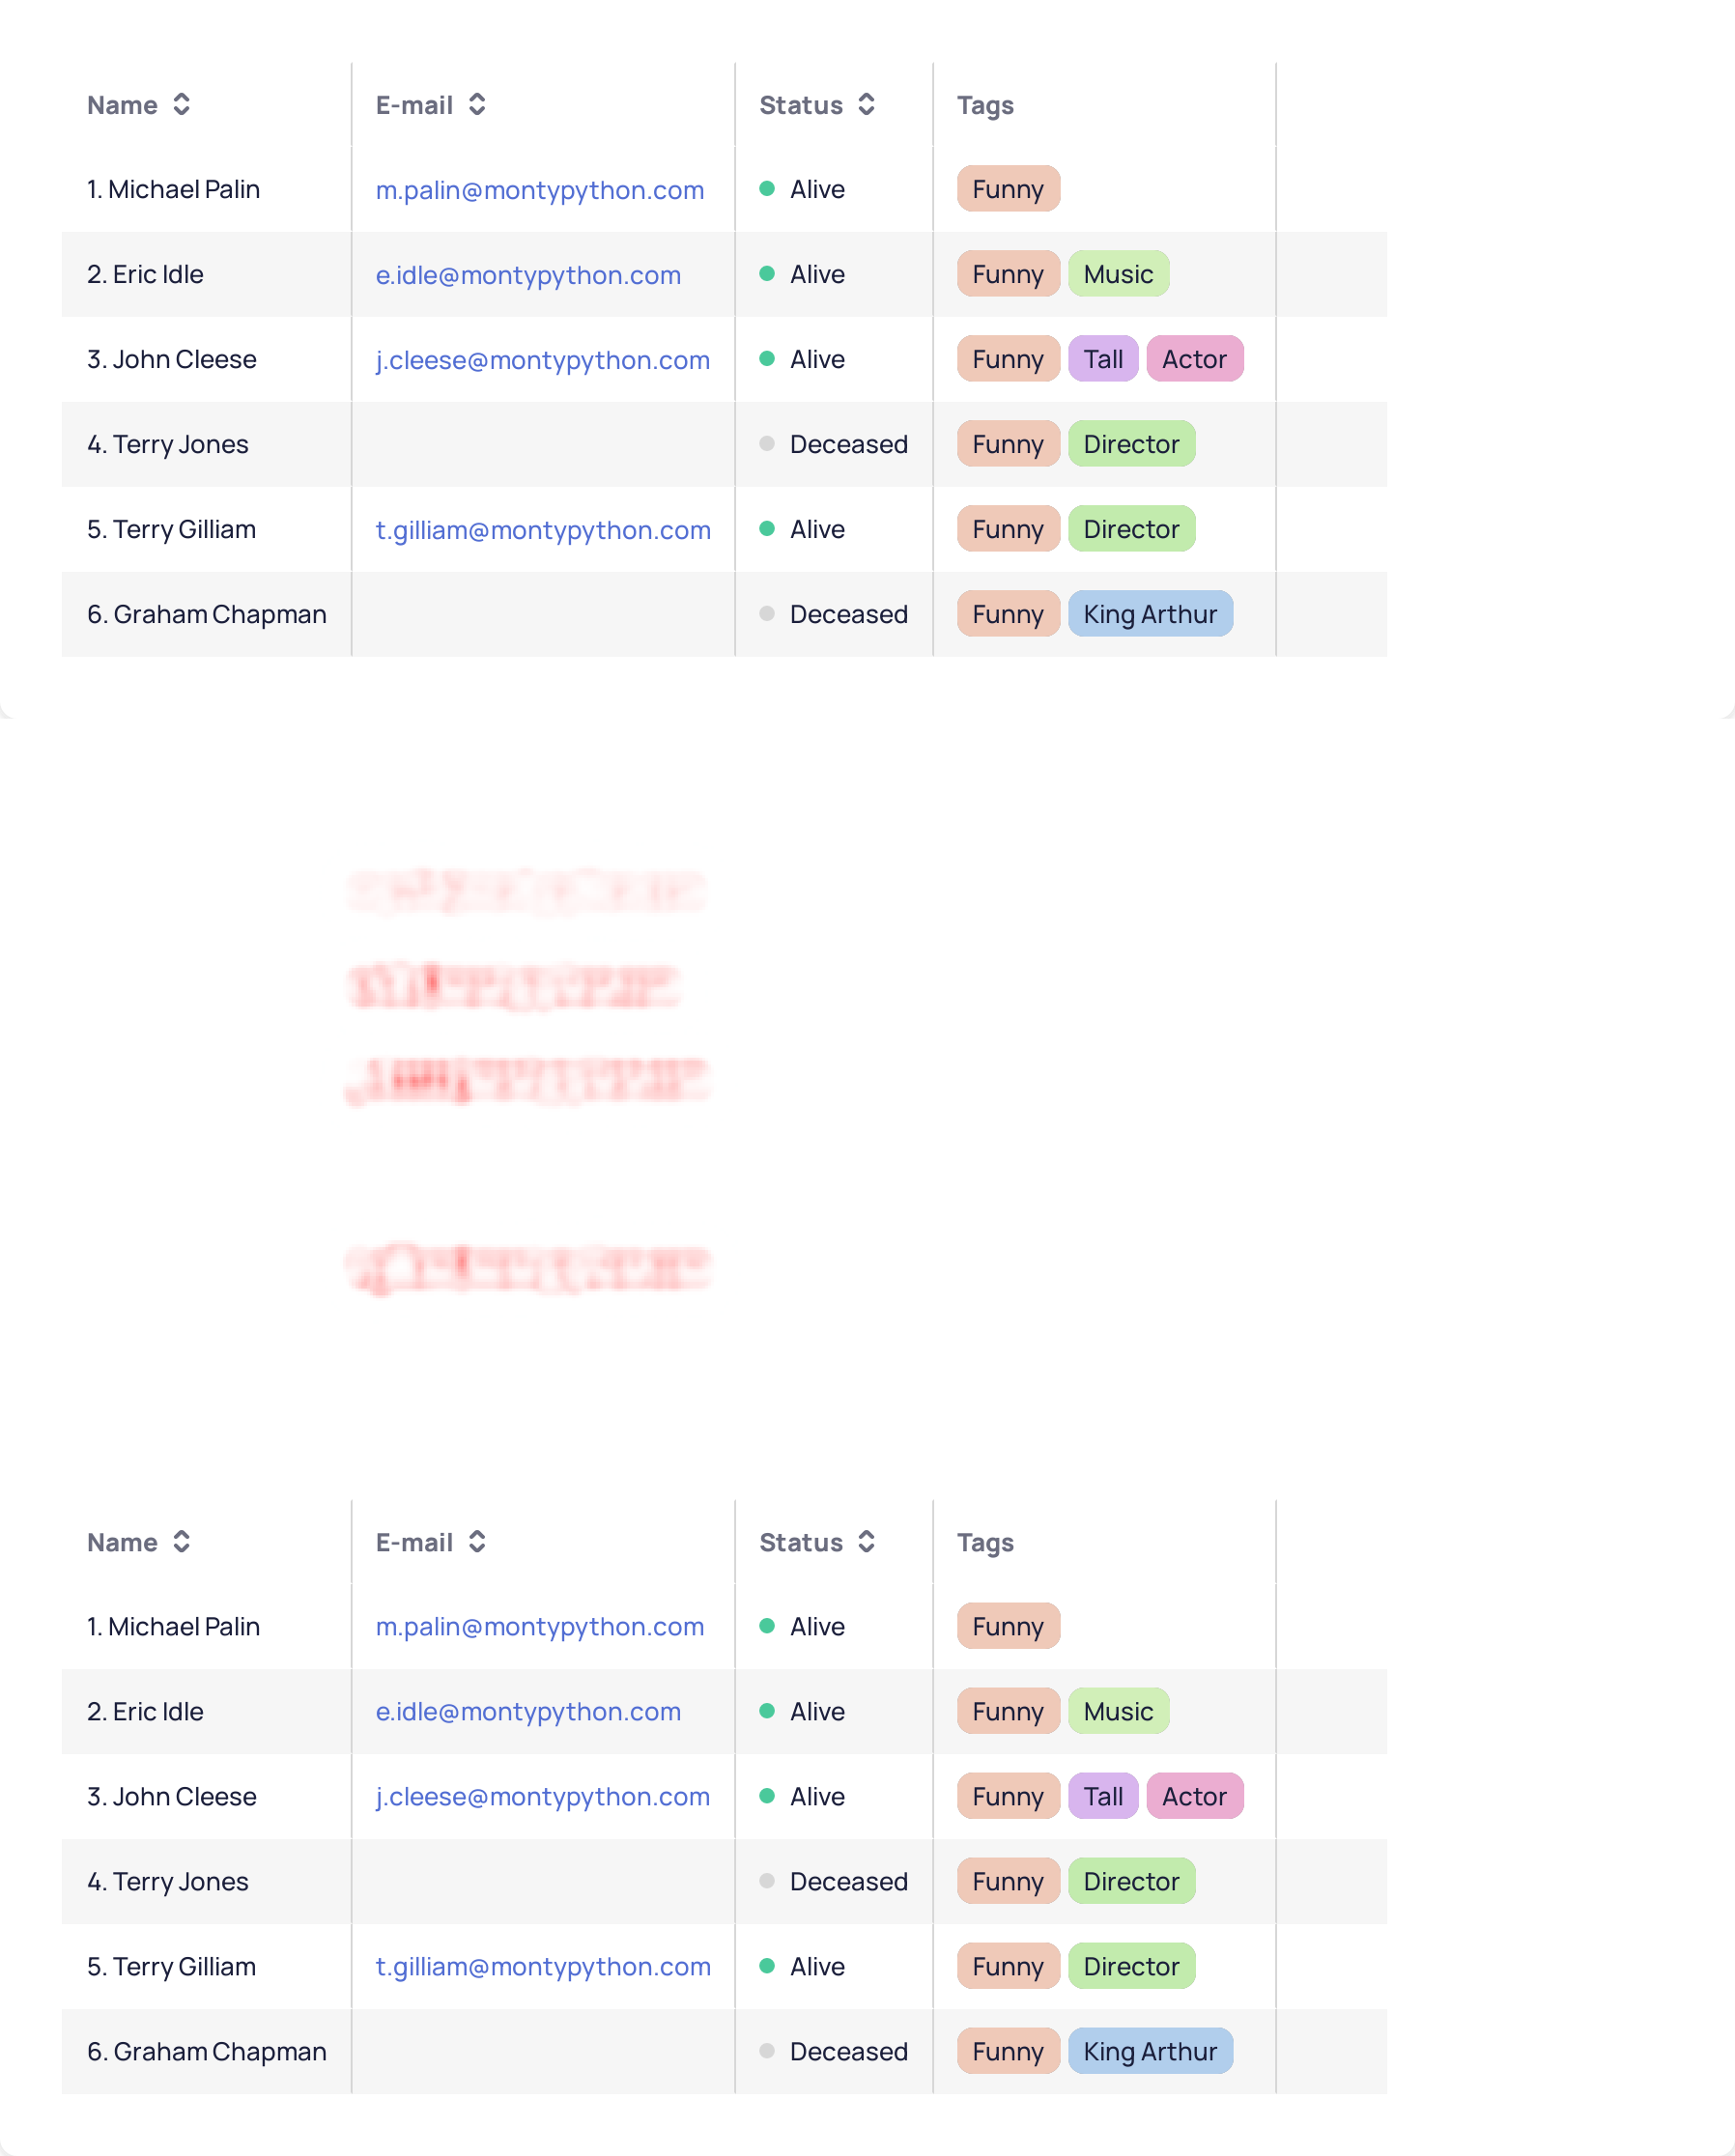 Name E-mail Status Tags
1. Michael Palin m.palin@montypython.com Alive Funny
2. Eric Idle e.idle@montypython.com Alive Funny Music
3. John Cleese j.cleese@montypython.com Alive Funny Tall Actor
4. Terry Jones Deceased Funny Director
5. Terry Gilliam t.gilliam@montypython.com Alive Funny Director
6. Graham Chapman Deceased Funny King Arthur
Name E-mail Status Tags
1. Michael Palin m.palin@montypython.com Alive Funny
2. Eric Idle e.idle@montypython.com Alive Funny Music
3. John Cleese j.cleese@montypython.com Alive Funny Tall Actor
4. Terry Jones Deceased Funny Director
5. Terry Gilliam t.gilliam@montypython.com Alive Funny Director
6. Graham Chapman Deceased Funny King Arthur